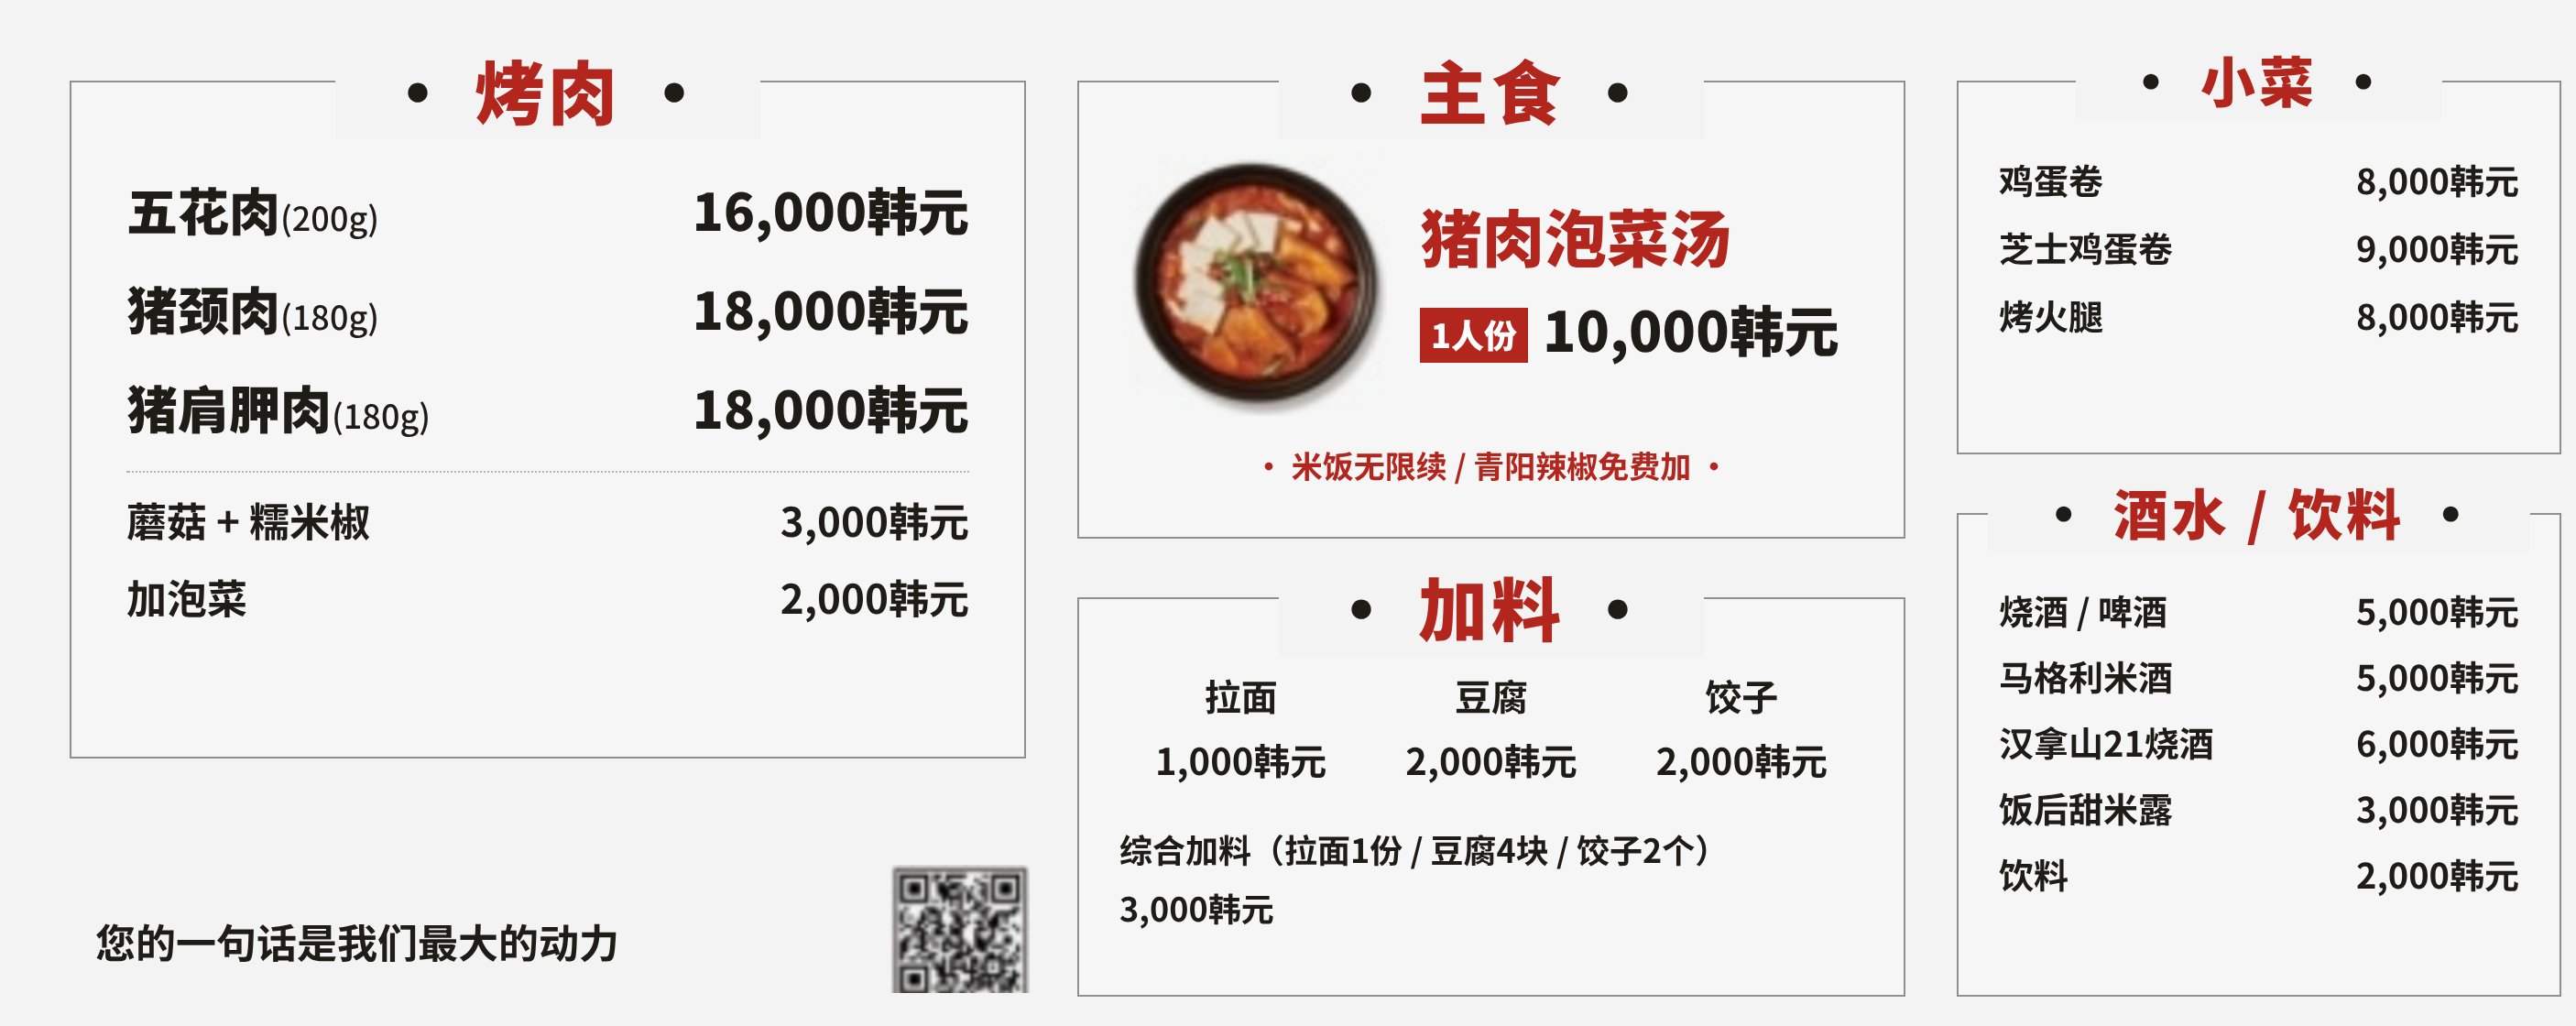 • 烤肉 •
五花肉(200g) 16,000韩元
猪颈肉(180g) 18,000韩元
猪肩胛肉(180g) 18,000韩元
蘑菇 + 糯米椒 3,000韩元
加泡菜 2,000韩元
您的一句话是我们最大的动力
• 主食 •
猪肉泡菜汤
1人份 10,000韩元
• 米饭无限续 / 青阳辣椒免费加 •
• 加料 •
拉面 豆腐 饺子
1,000韩元 2,000韩元 2,000韩元
综合加料（拉面1份 / 豆腐4块 / 饺子2个）
3,000韩元
• 小菜 •
鸡蛋卷 8,000韩元
芝士鸡蛋卷 9,000韩元
烤火腿 8,000韩元
• 酒水 / 饮料 •
烧酒 / 啤酒 5,000韩元
马格利米酒 5,000韩元
汉拿山21烧酒 6,000韩元
饭后甜米露 3,000韩元
饮料 2,000韩元